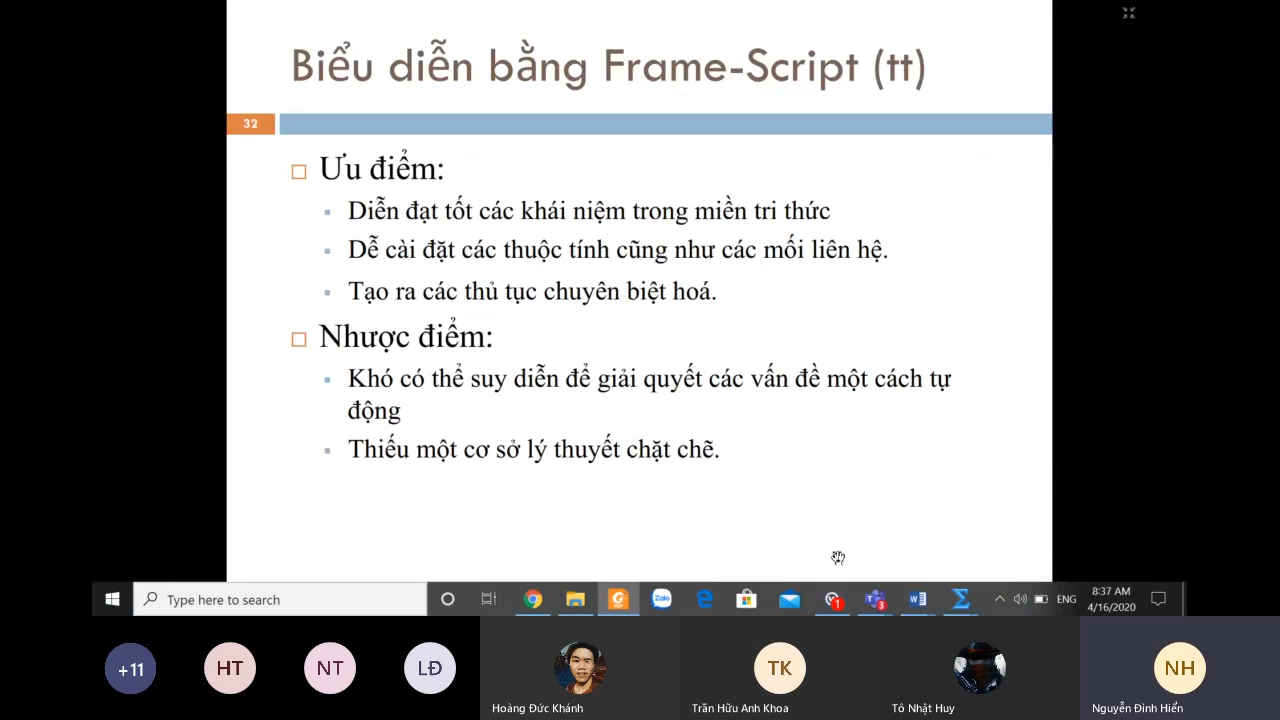 Biểu diễn bằng Frame-Script (tt)
32
Ưu điểm:
Diễn đạt tốt các khái niệm trong miền tri thức
Dễ cài đặt các thuộc tính cũng như các mối liên hệ.
Tạo ra các thủ tục chuyên biệt hoá.
Nhược điểm:
Khó có thể suy diễn để giải quyết các vấn đề một cách tự
động
Thiếu một cơ sở lý thuyết chặt chẽ.
Type here to search
Zalo
1
3
ENG
8:37 AM
4/16/2020
+11
HT
NT
LĐ
TK
NH
Hoàng Đức Khánh
Trần Hữu Anh Khoa
Tô Nhật Huy
Nguyễn Đình Hiển